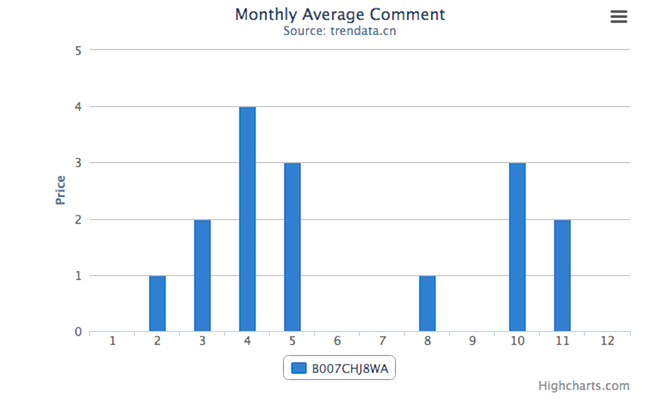 Monthly Average Comment
Source: trendata.cn
5
4
3
2
1
0
Price
1 2 3 4 5 6 7 8 9 10 11 12
B007CHJ8WA
Highcharts.com